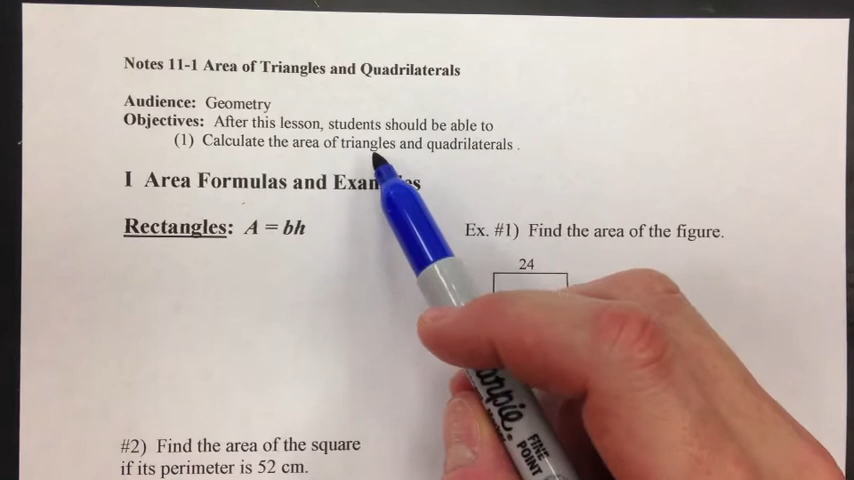 Notes 11-1 Area of Triangles and Quadrilaterals
Audience: Geometry
Objectives: After this lesson, students should be able to
(1) Calculate the area of triangles and quadrilaterals .
I Area Formulas and
Rectangles: A = bh
Ex. #1) Find the area of the figure.
24
FINE
POINT
#2) Find the area of the square
if its perimeter is 52 cm.